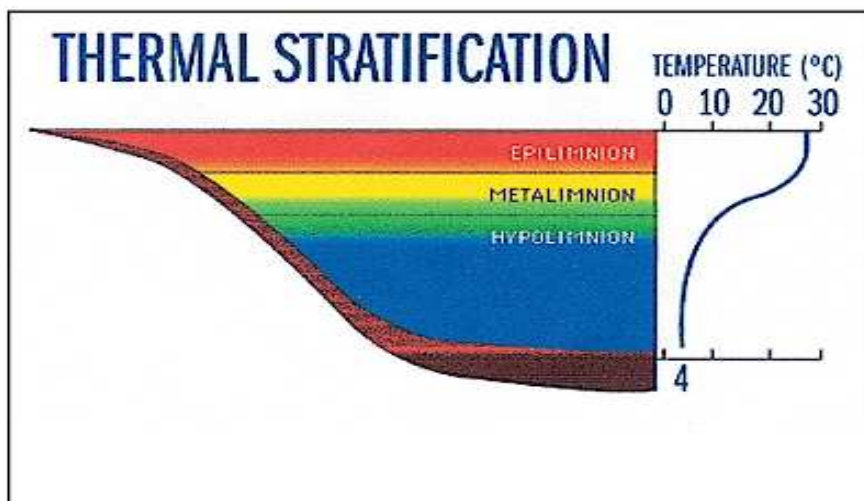 THERMAL STRATIFICATION
TEMPERATURE (°C)
0 10 20 30
EPILIMNION
METALIMNION
HYPOLIMNION
4